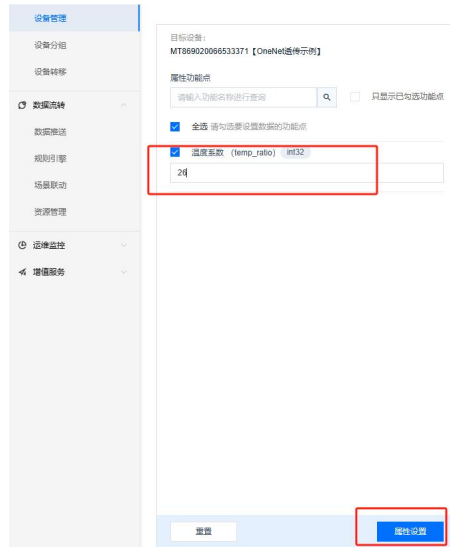 设备管理
设备分组
设备转移
数据流转
数据推送
规则引擎
场景联动
资源管理
运维监控
增值服务
目标设备:
MT869020066533371【OneNet透传示例】
属性功能点
请输入功能名称进行查询
只显示已勾选功能点
全选 请勾选要设置数据的功能点
温度系数 (temp_ratio) int32
26
重置
属性设置